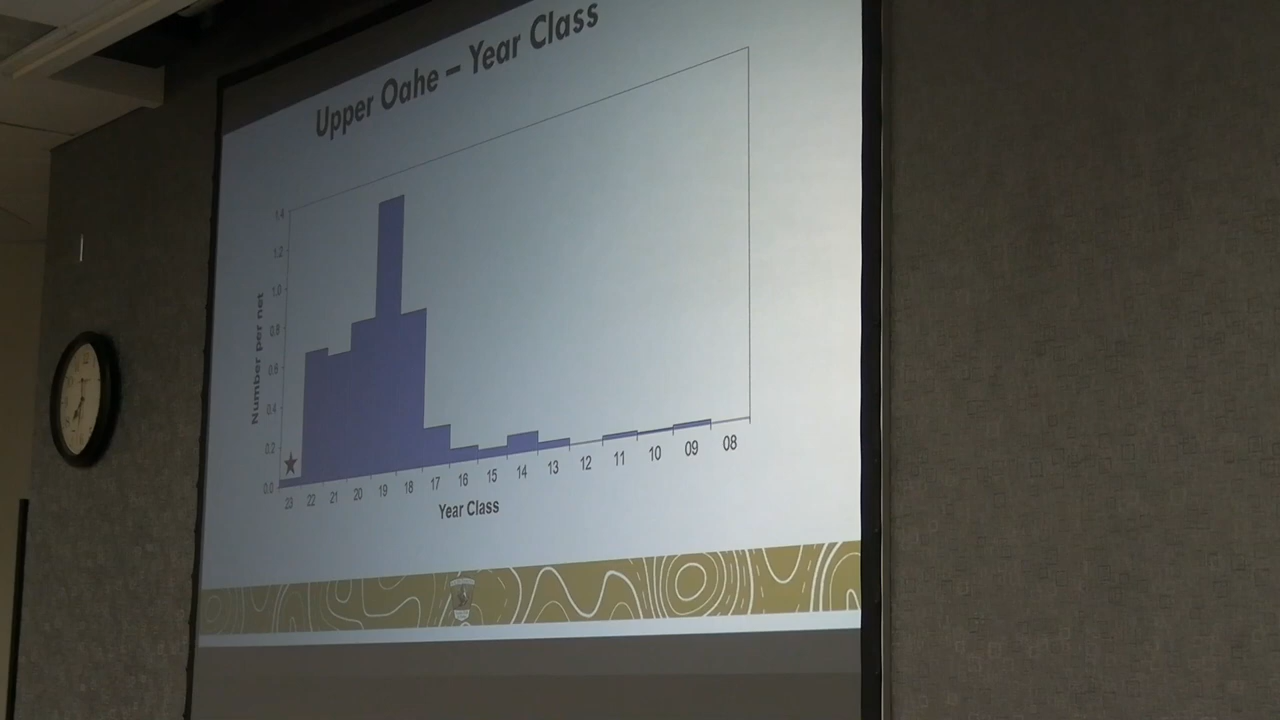 Upper Oahe – Year Class
Number per net
1.4
1.2
1.0
0.8
0.6
0.4
0.2
0.0
23 22 21 20 19 18 17 16 15 14 13 12 11 10 09 08
Year Class